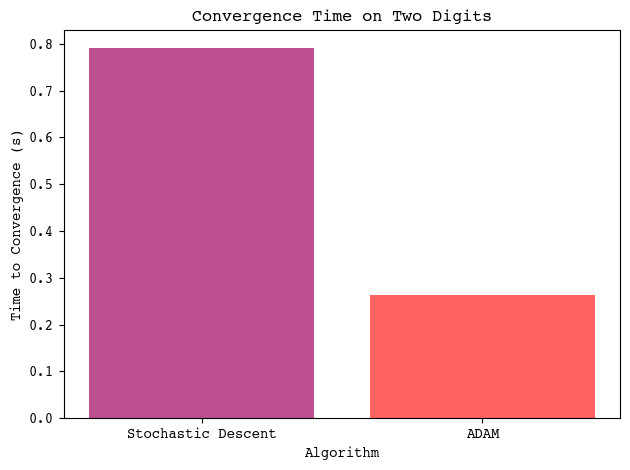 Convergence Time on Two Digits
Time to Convergence (s)
0.8
0.7
0.6
0.5
0.4
0.3
0.2
0.1
0.0
Stochastic Descent
ADAM
Algorithm